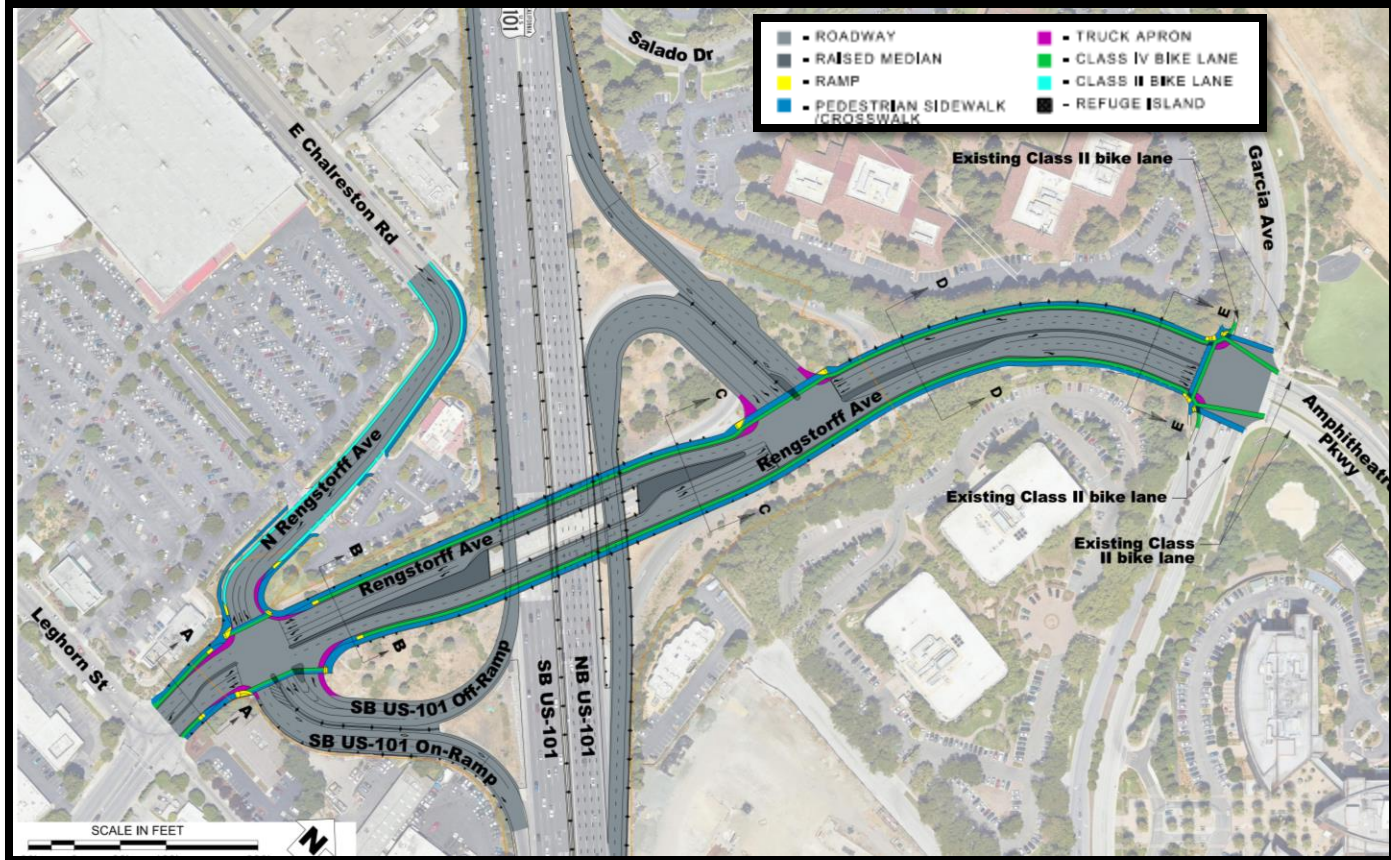 CALIFORNIA
U S
101
Salado Dr
- ROADWAY
- RAISED MEDIAN
- RAMP
- PEDESTRIAN SIDEWALK
/CROSSWALK
- TRUCK APRON
- CLASS IV BIKE LANE
- CLASS II BIKE LANE
- REFUGE ISLAND
E Chalreston Rd
Existing Class II bike lane
Garcia Ave
D
E
C
Rengstorff Ave
D
E
Amphitheatre
Pkwy
N Rengstorff Ave
B
Rengstorff Ave
C
Existing Class II bike lane
Existing Class
II bike lane
Leghorn St
A
B
A
SB US-101 Off-Ramp
SB US-101 On-Ramp
SB US-101
NB US-101
SCALE IN FEET
N